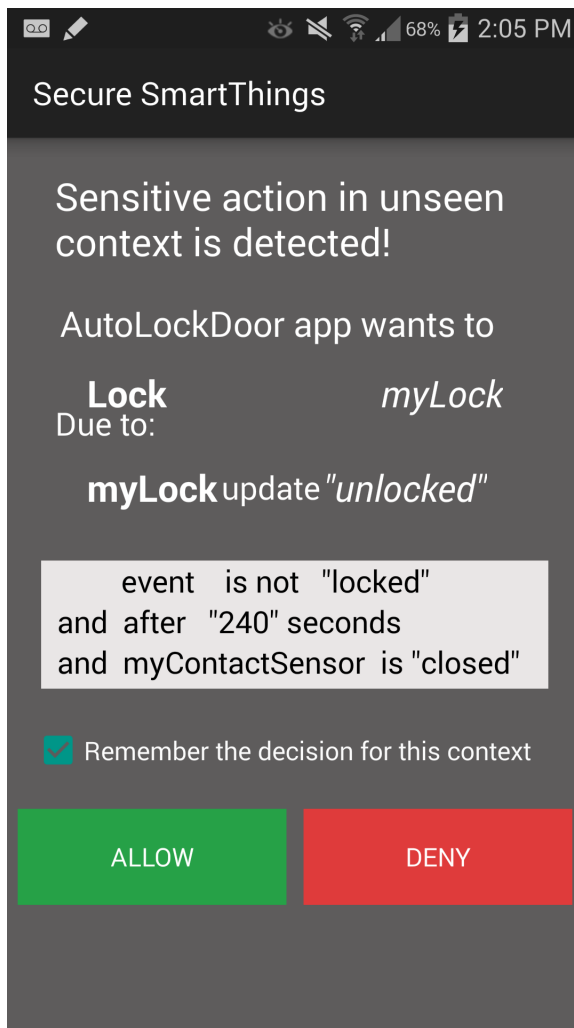 68% 2:05 PM
Secure SmartThings
Sensitive action in unseen
context is detected!
AutoLockDoor app wants to
Lock myLock
Due to:
myLock update "unlocked"
event is not "locked"
and after "240" seconds
and myContactSensor is "closed"
Remember the decision for this context
ALLOW DENY